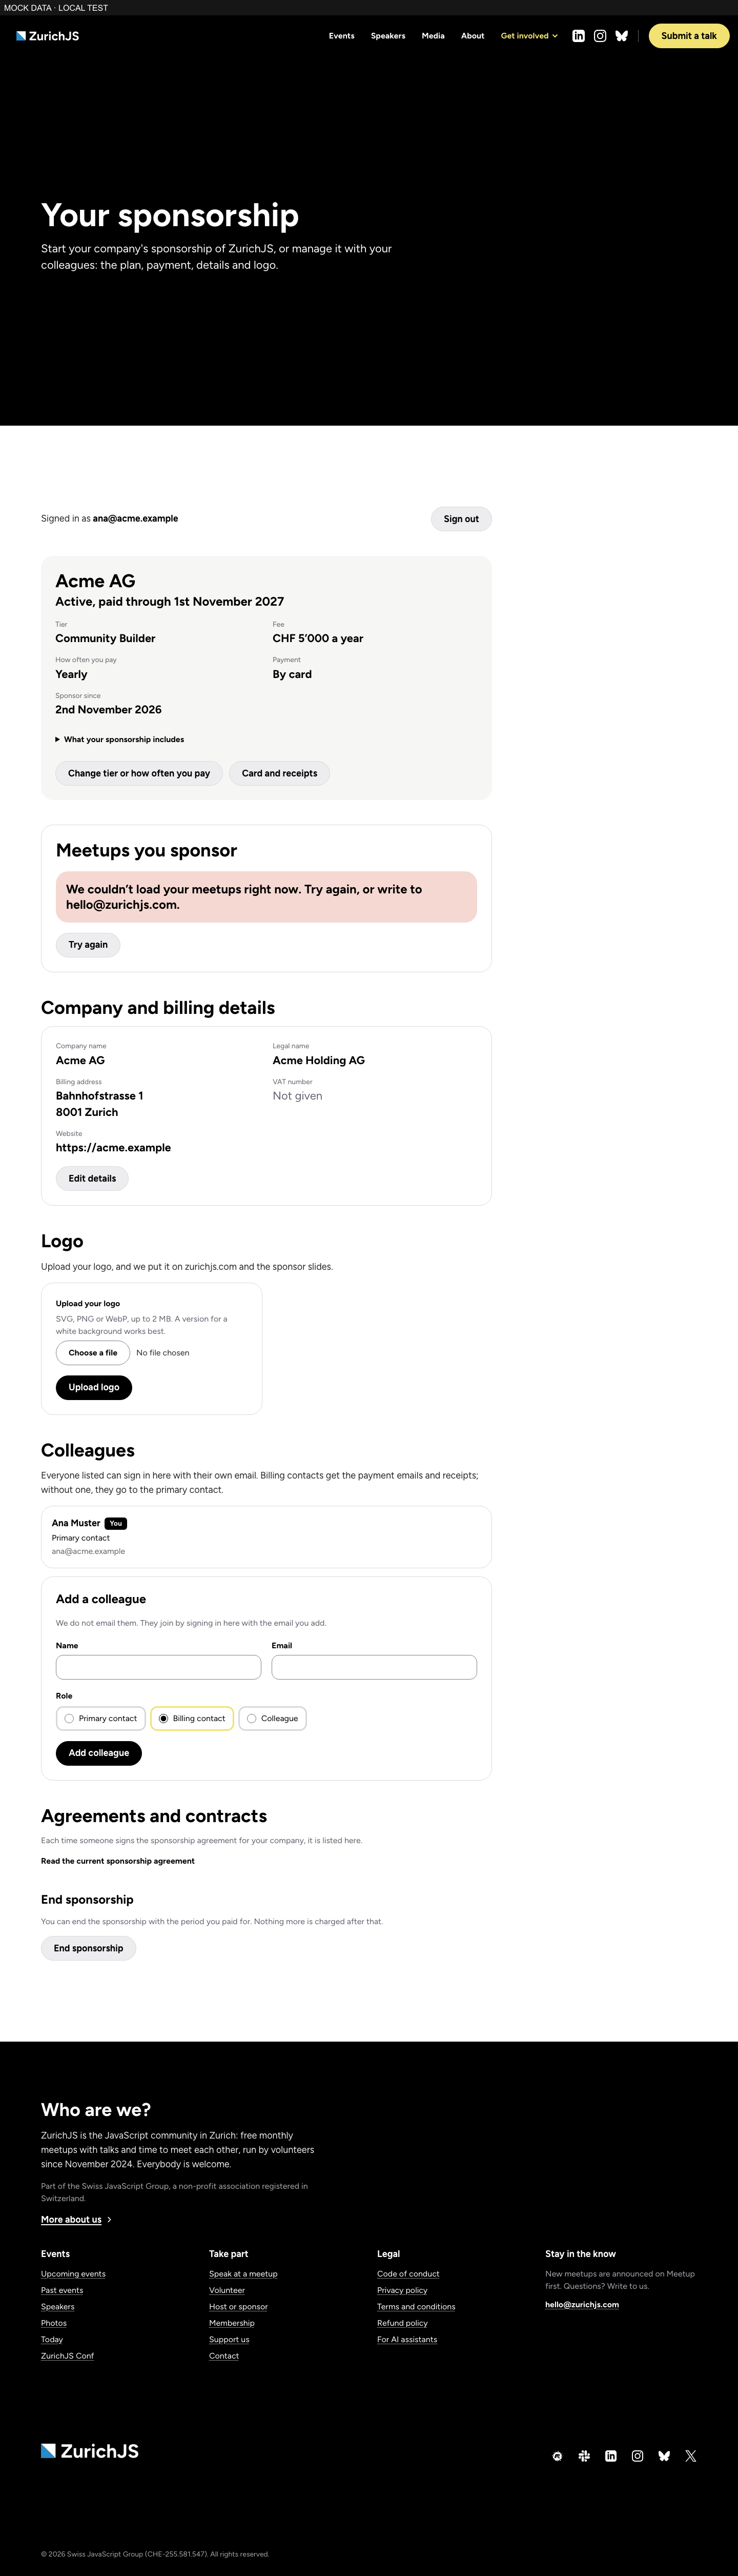 MOCK DATA · LOCAL TEST
ZurichJS
Events
Speakers
Media
About
Get involved
Submit a talk
Your sponsorship
Start your company's sponsorship of ZurichJS, or manage it with your
colleagues: the plan, payment, details and logo.
Signed in as ana@acme.example
Sign out
Acme AG
Active, paid through 1st November 2027
Tier
Community Builder
Fee
CHF 5’000 a year
How often you pay
Yearly
Payment
By card
Sponsor since
2nd November 2026
What your sponsorship includes
Change tier or how often you pay
Card and receipts
Meetups you sponsor
We couldn’t load your meetups right now. Try again, or write to
hello@zurichjs.com.
Try again
Company and billing details
Company name
Acme AG
Legal name
Acme Holding AG
Billing address
Bahnhofstrasse 1
8001 Zurich
VAT number
Not given
Website
https://acme.example
Edit details
Logo
Upload your logo, and we put it on zurichjs.com and the sponsor slides.
Upload your logo
SVG, PNG or WebP, up to 2 MB. A version for a
white background works best.
Choose a file
No file chosen
Upload logo
Colleagues
Everyone listed can sign in here with their own email. Billing contacts get the payment emails and receipts;
without one, they go to the primary contact.
Ana Muster
You
Primary contact
ana@acme.example
Add a colleague
We do not email them. They join by signing in here with the email you add.
Name
Email
Role
Primary contact
Billing contact
Colleague
Add colleague
Agreements and contracts
Each time someone signs the sponsorship agreement for your company, it is listed here.
Read the current sponsorship agreement
End sponsorship
You can end the sponsorship with the period you paid for. Nothing more is charged after that.
End sponsorship
Who are we?
ZurichJS is the JavaScript community in Zurich: free monthly
meetups with talks and time to meet each other, run by volunteers
since November 2024. Everybody is welcome.
Part of the Swiss JavaScript Group, a non-profit association registered in
Switzerland.
More about us
Events
Upcoming events
Past events
Speakers
Photos
Today
ZurichJS Conf
Take part
Speak at a meetup
Volunteer
Host or sponsor
Membership
Support us
Contact
Legal
Code of conduct
Privacy policy
Terms and conditions
Refund policy
For AI assistants
Stay in the know
New meetups are announced on Meetup
first. Questions? Write to us.
hello@zurichjs.com
ZurichJS
© 2026 Swiss JavaScript Group (CHE-255.581.547). All rights reserved.